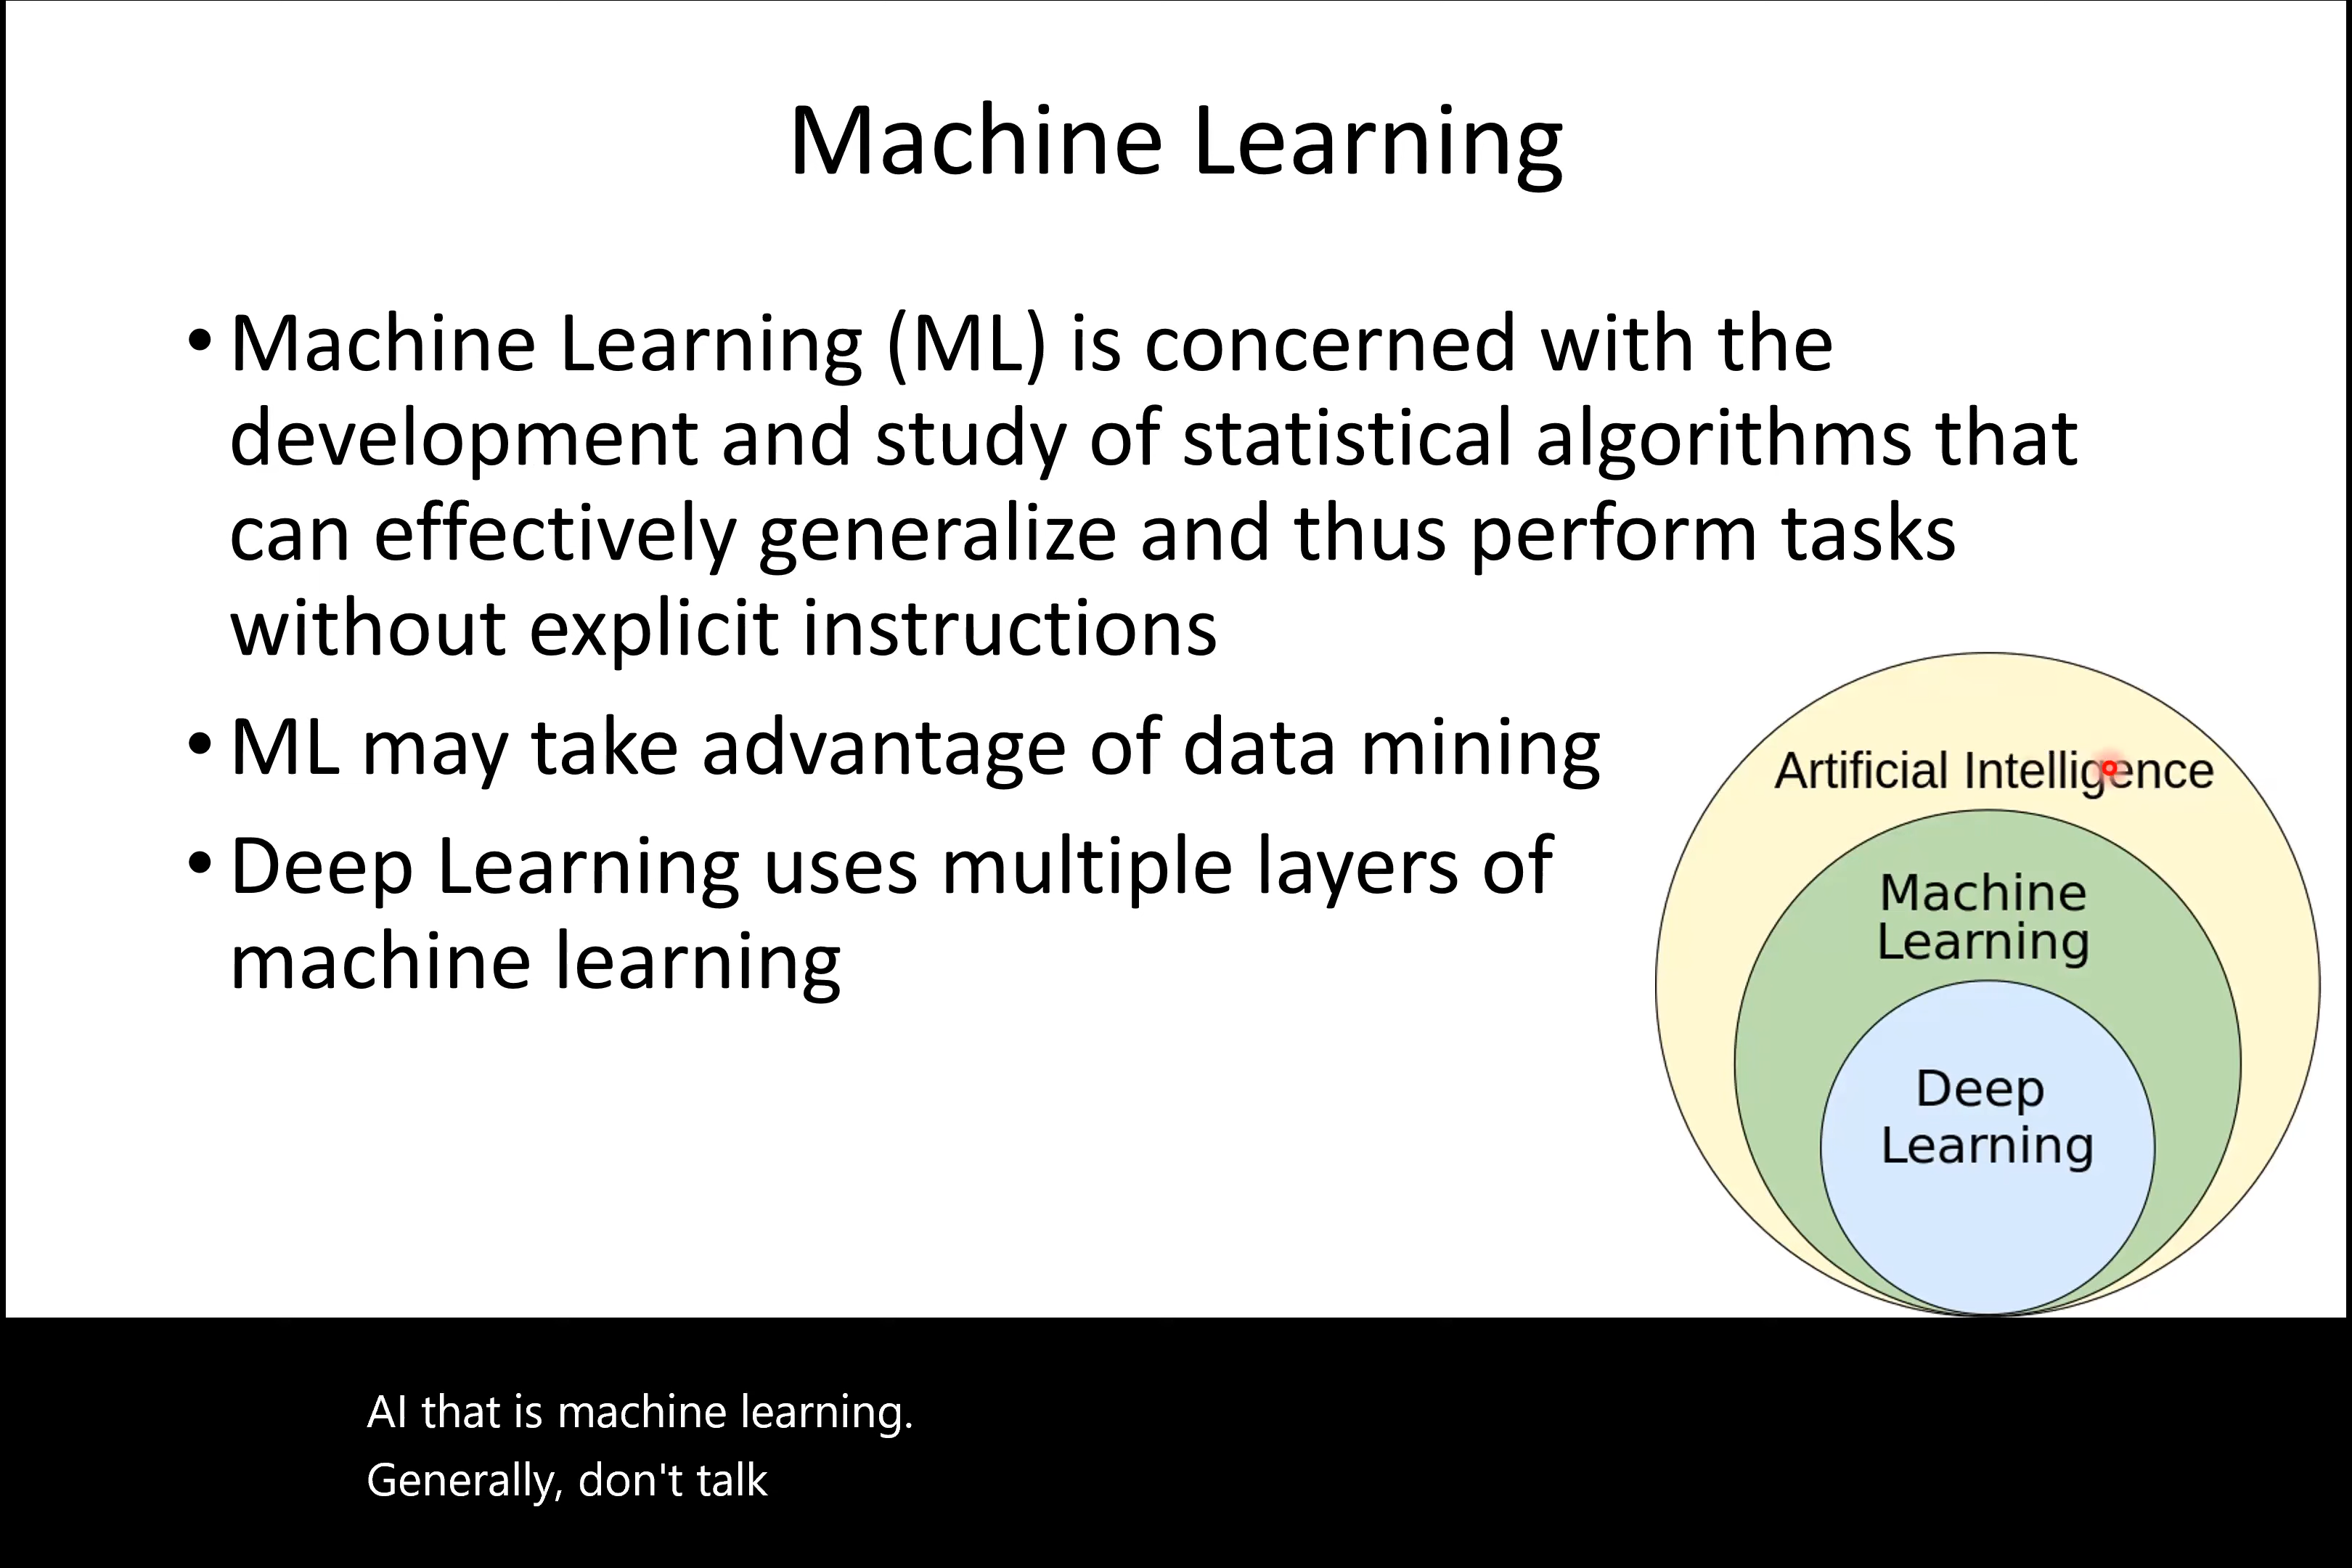 Machine Learning
• Machine Learning (ML) is concerned with the
development and study of statistical algorithms that
can effectively generalize and thus perform tasks
without explicit instructions
• ML may take advantage of data mining
• Deep Learning uses multiple layers of
machine learning
Artificial Intelligence
Machine
Learning
Deep
Learning
AI that is machine learning.
Generally, don't talk